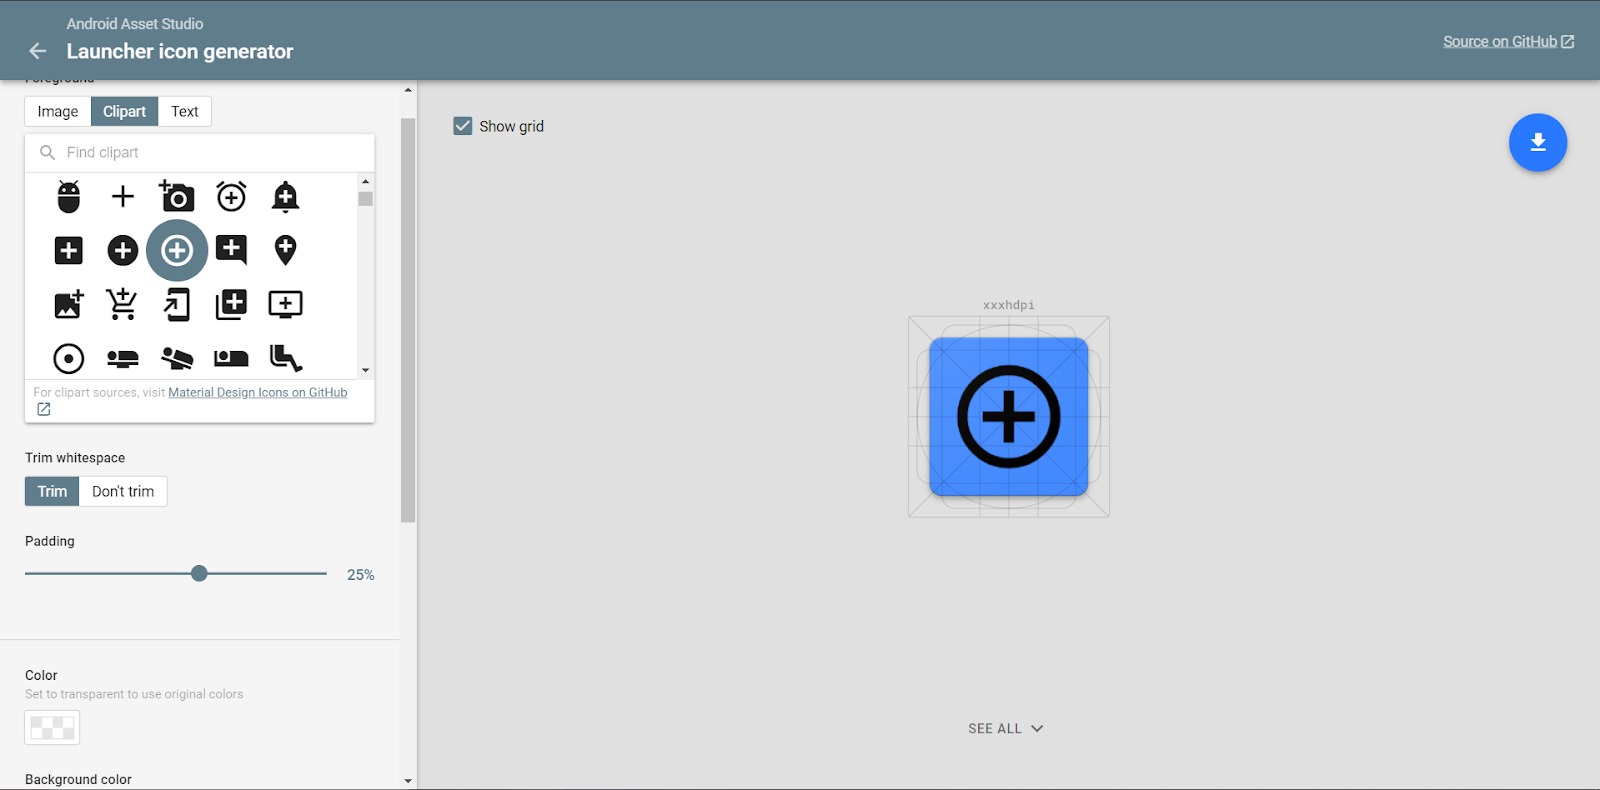 Android Asset Studio
Launcher icon generator
Source on GitHub
Foreground
Image Clipart Text
Find clipart
For clipart sources, visit Material Design Icons on GitHub
Trim whitespace
Trim Don't trim
Padding
25%
Color
Set to transparent to use original colors
Background color
Show grid
xxxhdpi
SEE ALL